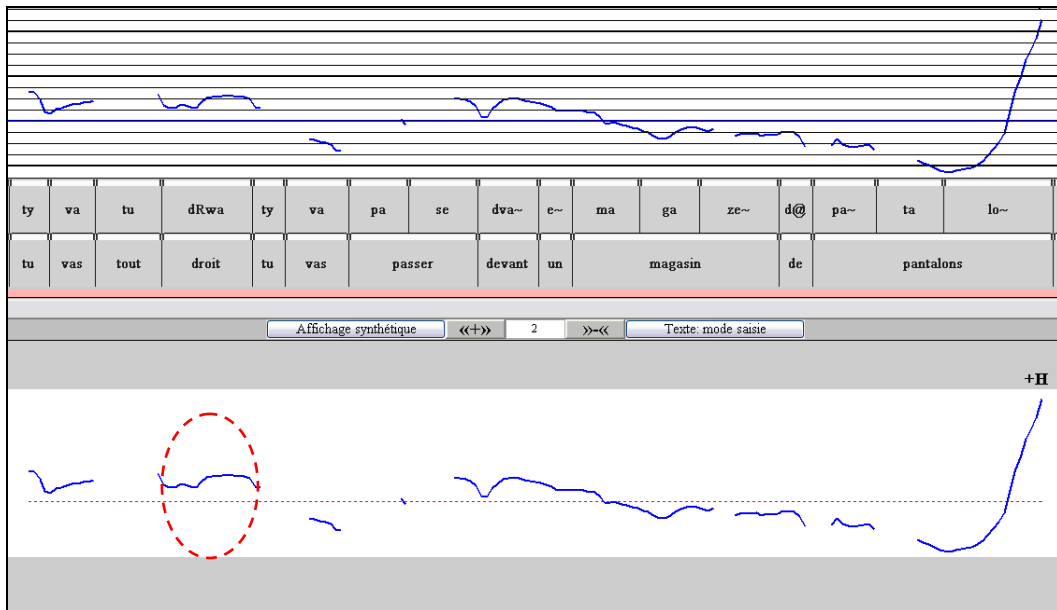 ty va tu dRwa ty va pa se dva~ e~ ma ga ze~ d@ pa~ ta lo~
tu vas tout droit tu vas passer devant un magasin de pantalons
Affichage synthétique «+» 2 »-« Texte: mode saisie
+H